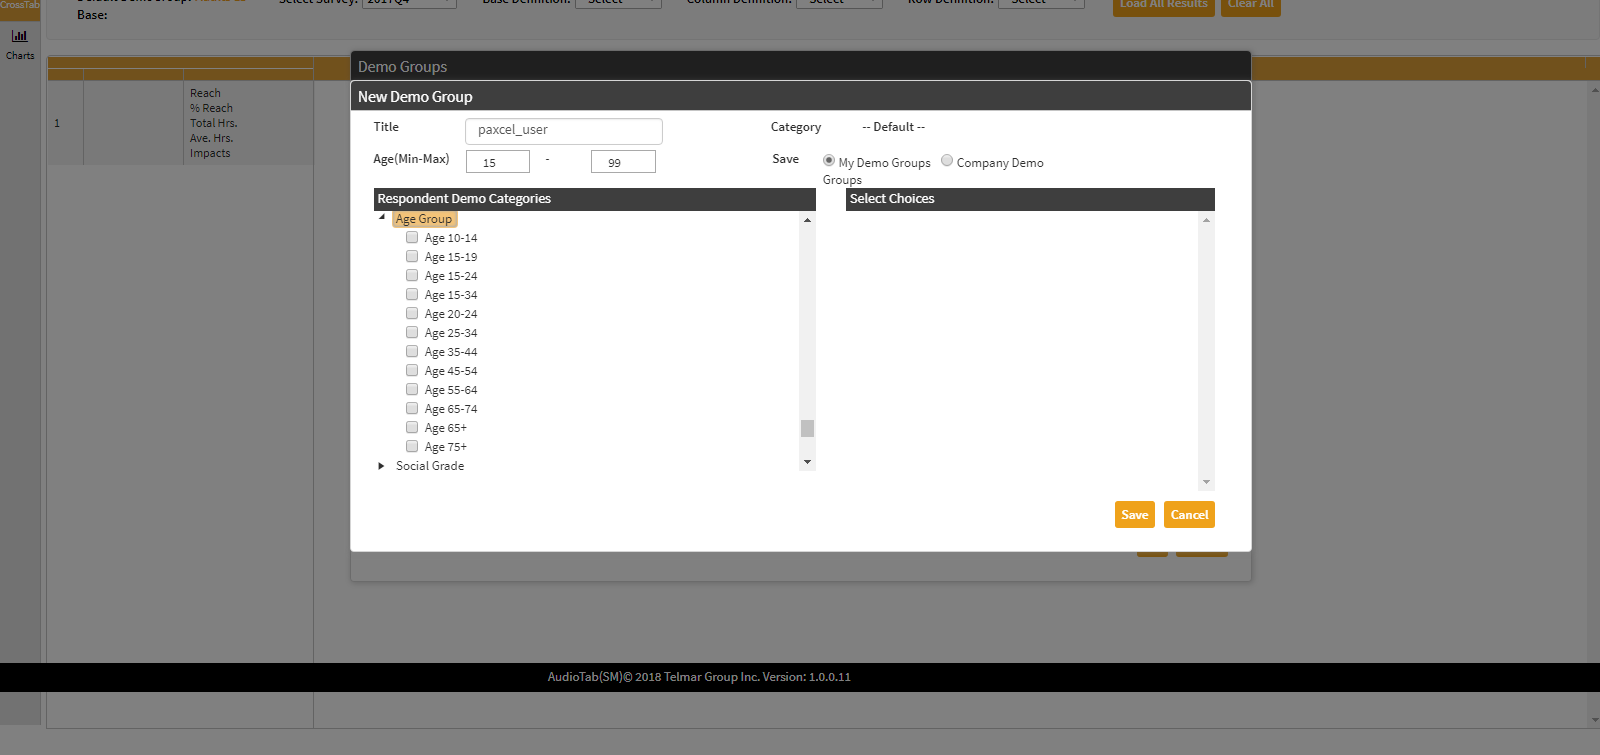 CrossTab
Select Survey: 2017Q4 Base Definition: Select Column Definition: Select Row Definition: Select Load All Results Clear All
Base:
Charts
Demo Groups
New Demo Group
Title paxcel_user Category -- Default --
Age(Min-Max) 15 - 99 Save My Demo Groups Company Demo
Groups
Respondent Demo Categories Select Choices
Age Group
Age 10-14
Age 15-19
Age 15-24
Age 15-34
Age 20-24
Age 25-34
Age 35-44
Age 45-54
Age 55-64
Age 65-74
Age 65+
Age 75+
Social Grade
Save Cancel
1
Reach
% Reach
Total Hrs.
Ave. Hrs.
Impacts
AudioTab(SM)© 2018 Telmar Group Inc. Version: 1.0.0.11